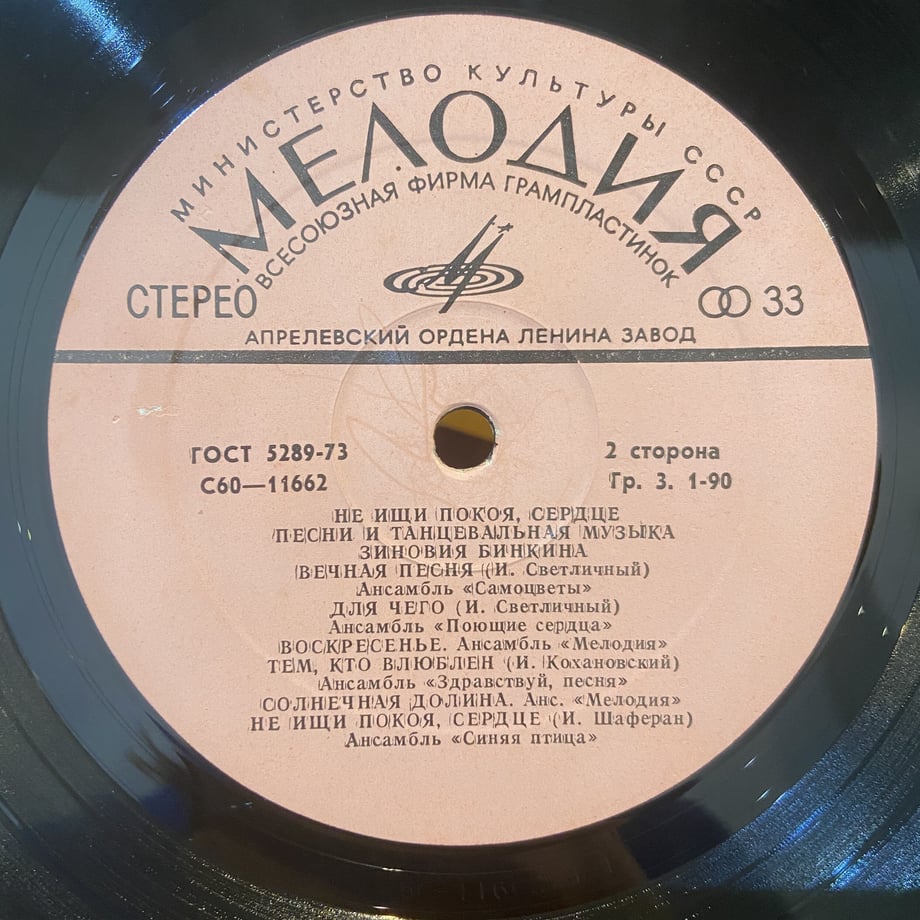 МИНИСТЕРСТВО КУЛЬТУРЫ СССР
МЕЛОДИЯ
ВСЕСОЮЗНАЯ ФИРМА ГРАМПЛАСТИНОК
СТЕРЕО
33
АПРЕЛЕВСКИЙ ОРДЕНА ЛЕНИНА ЗАВОД
ГОСТ 5289-73
2 сторона
С60—11662
Гр. 3. 1-90
НЕ ИЩИ ПОКОЯ, СЕРДЦЕ
ПЕСНИ И ТАНЦЕВАЛЬНАЯ МУЗЫКА
ЗИНОВИЯ БИНКИНА
ВЕЧНАЯ ПЕСНЯ (И. Светличный)
Ансамбль «Самоцветы»
ДЛЯ ЧЕГО (И. Светличный)
Ансамбль «Поющие сердца»
ВОСКРЕСЕНЬЕ. Ансамбль «Мелодия»
ТЕМ, КТО ВЛЮБЛЕН (И. Кохановский)
Ансамбль «Здравствуй, песня»
СОЛНЕЧНАЯ ДОЛИНА. Анс. «Мелодия»
НЕ ИЩИ ПОКОЯ, СЕРДЦЕ (И. Шаферан)
Ансамбль «Синяя птица»